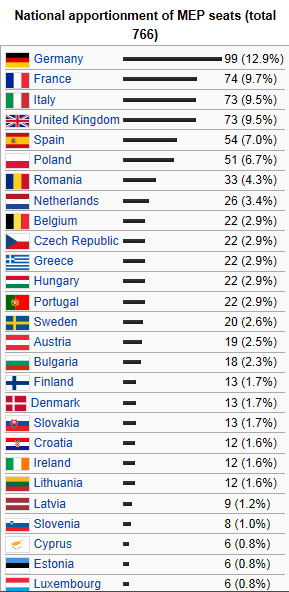 National apportionment of MEP seats (total
766)
Germany 99 (12.9%)
France 74 (9.7%)
Italy 73 (9.5%)
United Kingdom 73 (9.5%)
Spain 54 (7.0%)
Poland 51 (6.7%)
Romania 33 (4.3%)
Netherlands 26 (3.4%)
Belgium 22 (2.9%)
Czech Republic 22 (2.9%)
Greece 22 (2.9%)
Hungary 22 (2.9%)
Portugal 22 (2.9%)
Sweden 20 (2.6%)
Austria 19 (2.5%)
Bulgaria 18 (2.3%)
Finland 13 (1.7%)
Denmark 13 (1.7%)
Slovakia 13 (1.7%)
Croatia 12 (1.6%)
Ireland 12 (1.6%)
Lithuania 12 (1.6%)
Latvia 9 (1.2%)
Slovenia 8 (1.0%)
Cyprus 6 (0.8%)
Estonia 6 (0.8%)
Luxembourg 6 (0.8%)